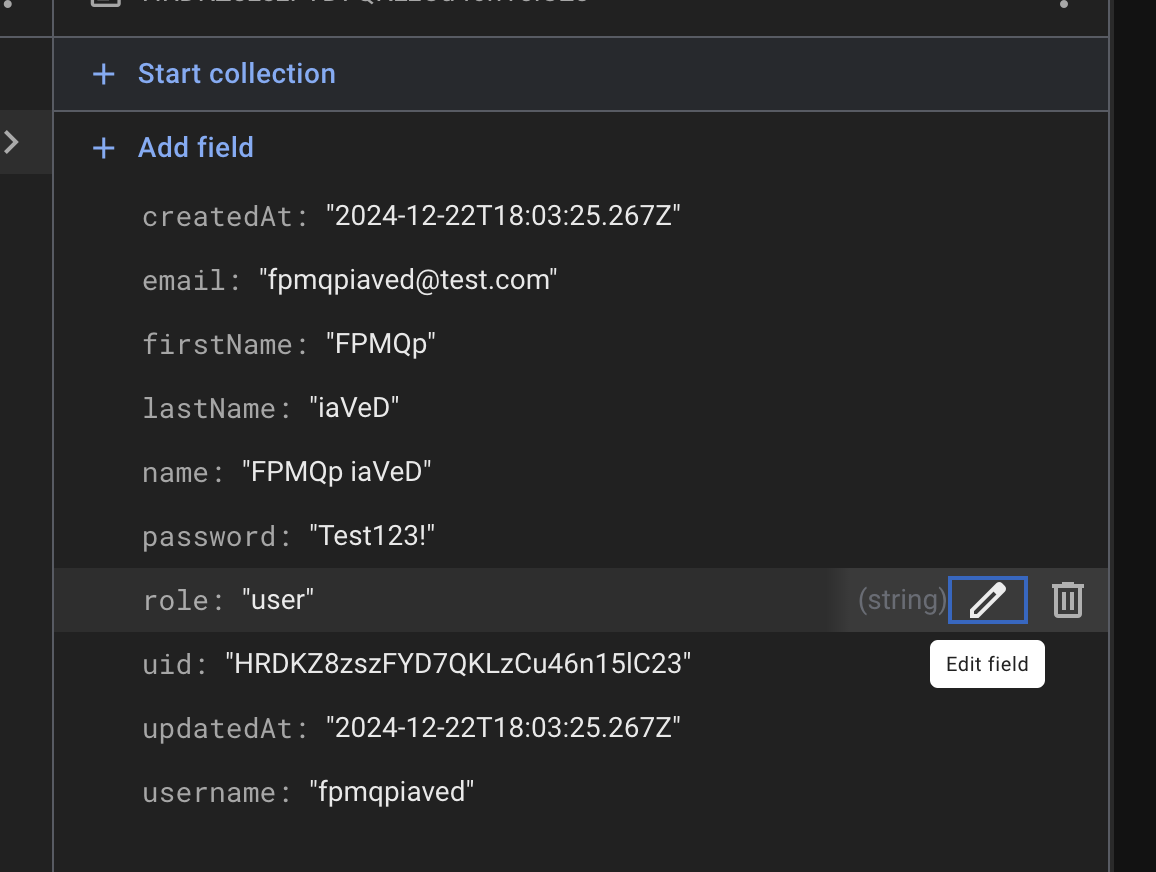 Start collection
Add field
createdAt: "2024-12-22T18:03:25.267Z"
email: "fpmqpiaved@test.com"
firstName: "FPMQp"
lastName: "iaVeD"
name: "FPMQp iaVeD"
password: "Test123!"
role: "user" (string)
Edit field
uid: "HRDKZ8zszFYD7QKLzCu46n15lC23"
updatedAt: "2024-12-22T18:03:25.267Z"
username: "fpmqpiaved"